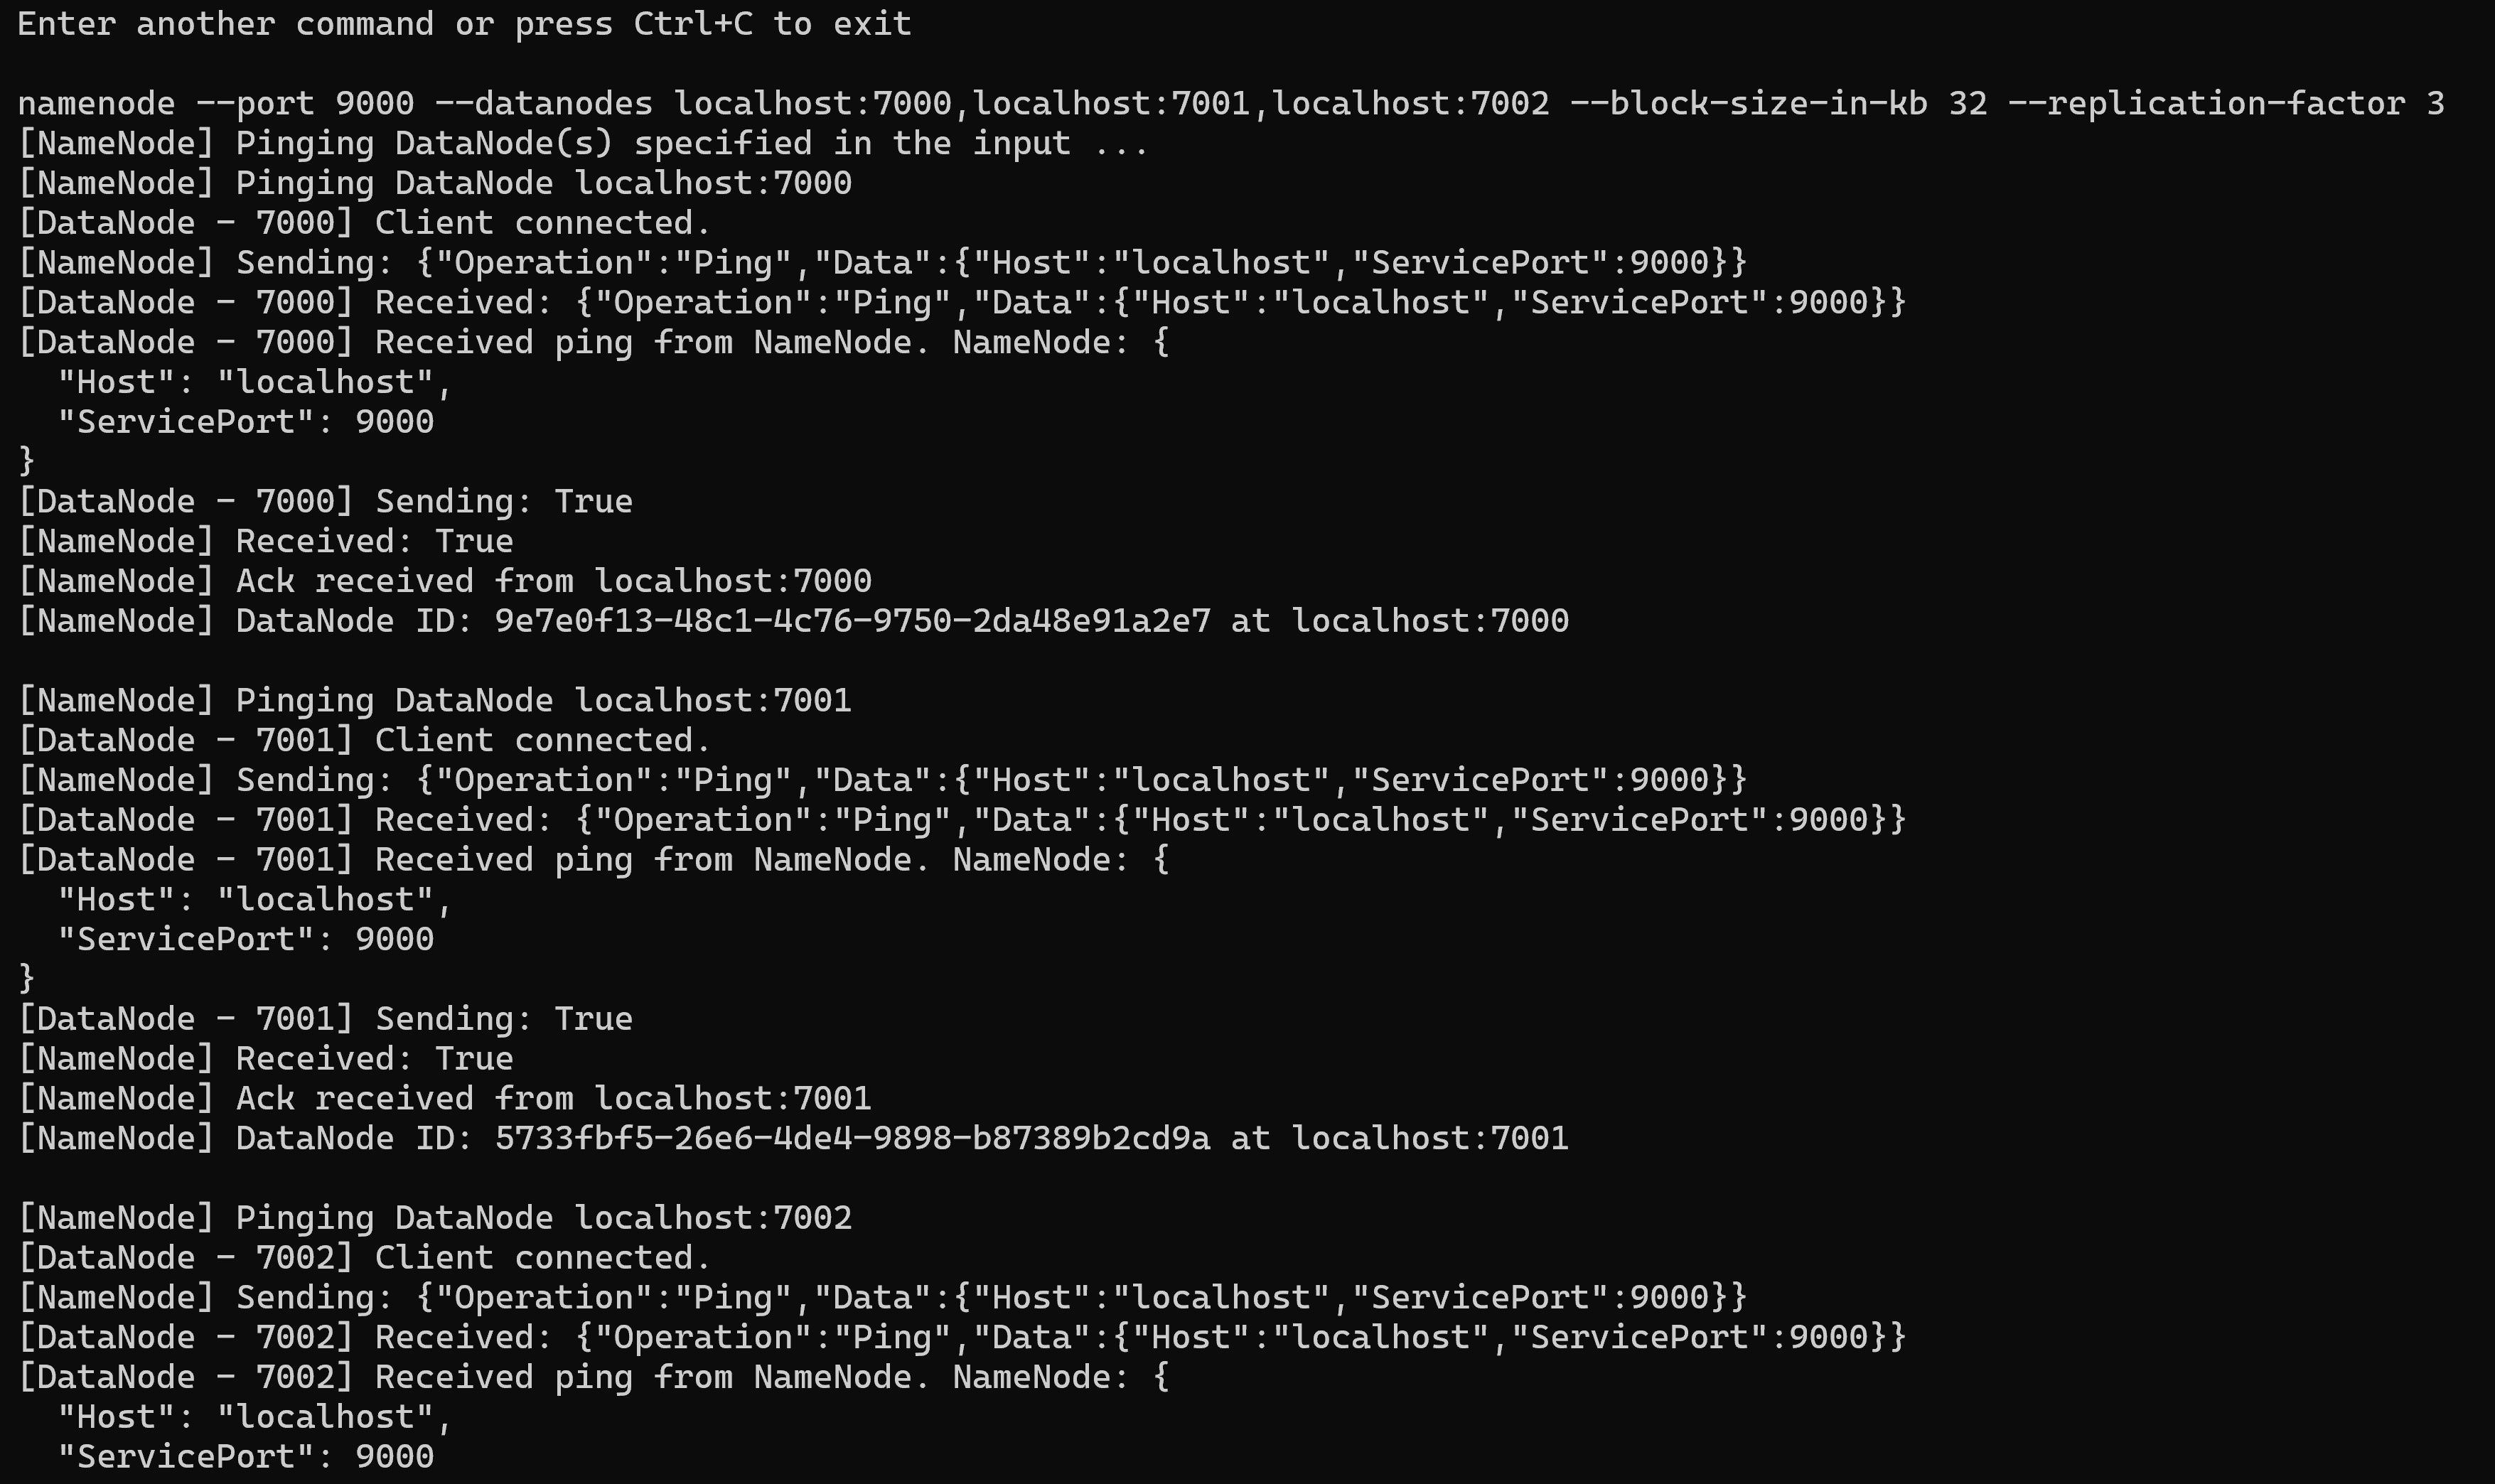 Enter another command or press Ctrl+C to exit

namenode --port 9000 --datanodes localhost:7000,localhost:7001,localhost:7002 --block-size-in-kb 32 --replication-factor 3
[NameNode] Pinging DataNode(s) specified in the input ...
[NameNode] Pinging DataNode localhost:7000
[DataNode - 7000] Client connected.
[NameNode] Sending: {"Operation":"Ping","Data":{"Host":"localhost","ServicePort":9000}}
[DataNode - 7000] Received: {"Operation":"Ping","Data":{"Host":"localhost","ServicePort":9000}}
[DataNode - 7000] Received ping from NameNode. NameNode: {
  "Host": "localhost",
  "ServicePort": 9000
}
[DataNode - 7000] Sending: True
[NameNode] Received: True
[NameNode] Ack received from localhost:7000
[NameNode] DataNode ID: 9e7e0f13-48c1-4c76-9750-2da48e91a2e7 at localhost:7000

[NameNode] Pinging DataNode localhost:7001
[DataNode - 7001] Client connected.
[NameNode] Sending: {"Operation":"Ping","Data":{"Host":"localhost","ServicePort":9000}}
[DataNode - 7001] Received: {"Operation":"Ping","Data":{"Host":"localhost","ServicePort":9000}}
[DataNode - 7001] Received ping from NameNode. NameNode: {
  "Host": "localhost",
  "ServicePort": 9000
}
[DataNode - 7001] Sending: True
[NameNode] Received: True
[NameNode] Ack received from localhost:7001
[NameNode] DataNode ID: 5733fbf5-26e6-4de4-9898-b87389b2cd9a at localhost:7001

[NameNode] Pinging DataNode localhost:7002
[DataNode - 7002] Client connected.
[NameNode] Sending: {"Operation":"Ping","Data":{"Host":"localhost","ServicePort":9000}}
[DataNode - 7002] Received: {"Operation":"Ping","Data":{"Host":"localhost","ServicePort":9000}}
[DataNode - 7002] Received ping from NameNode. NameNode: {
  "Host": "localhost",
  "ServicePort": 9000